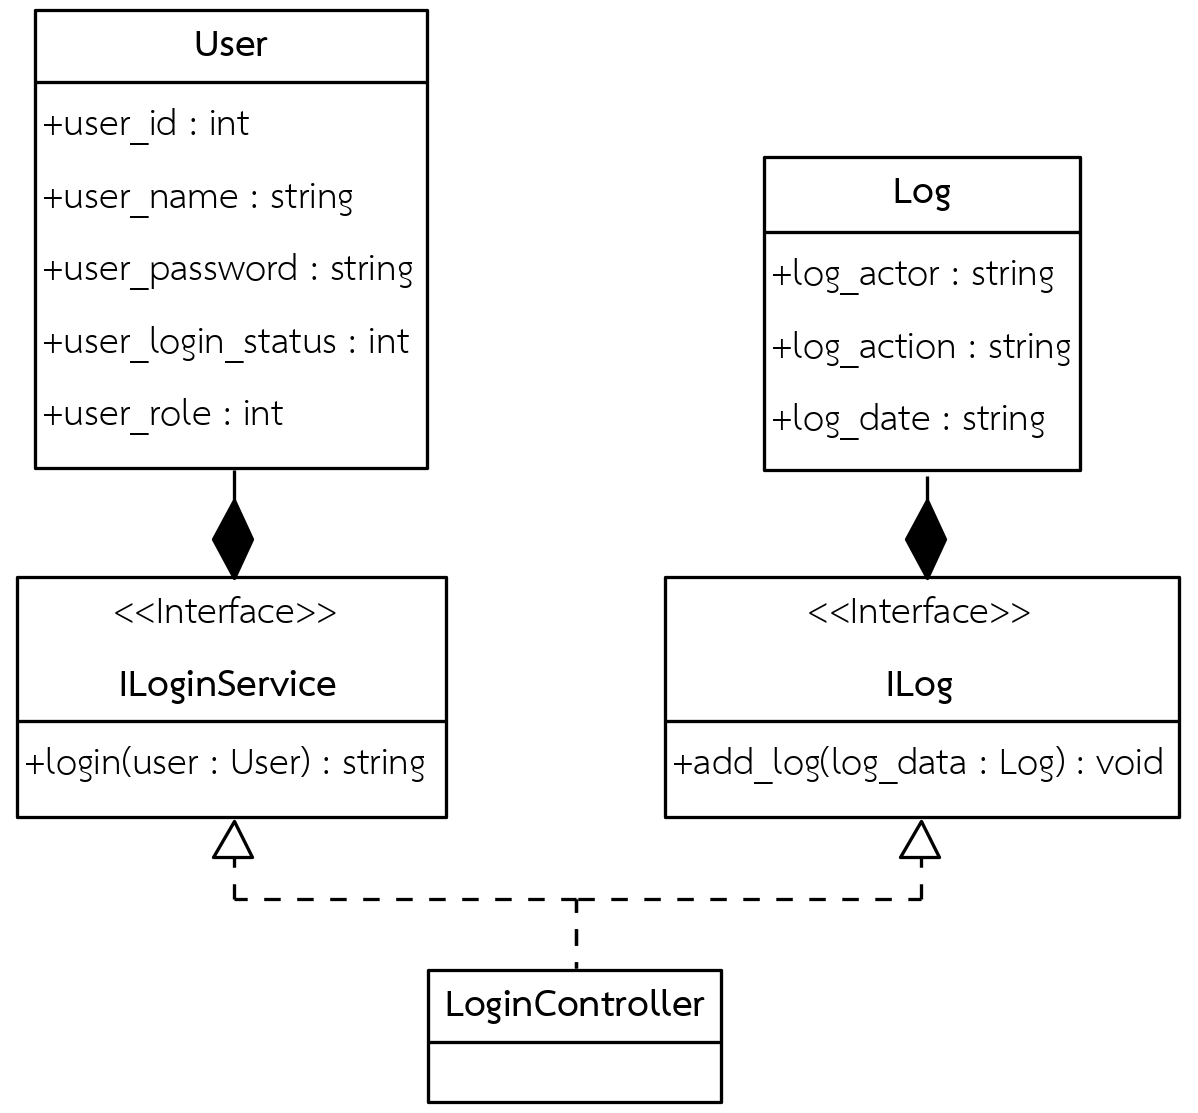 User
+user_id : int
+user_name : string
+user_password : string
+user_login_status : int
+user_role : int
Log
+log_actor : string
+log_action : string
+log_date : string
<<Interface>>
ILoginService
+login(user : User) : string
<<Interface>>
ILog
+add_log(log_data : Log) : void
LoginController